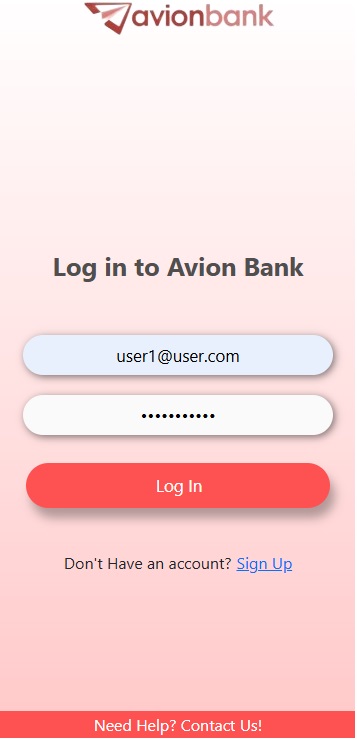 avionbank
Log in to Avion Bank
user1@user.com
•••••••••••
Log In
Don't Have an account? Sign Up
Need Help? Contact Us!